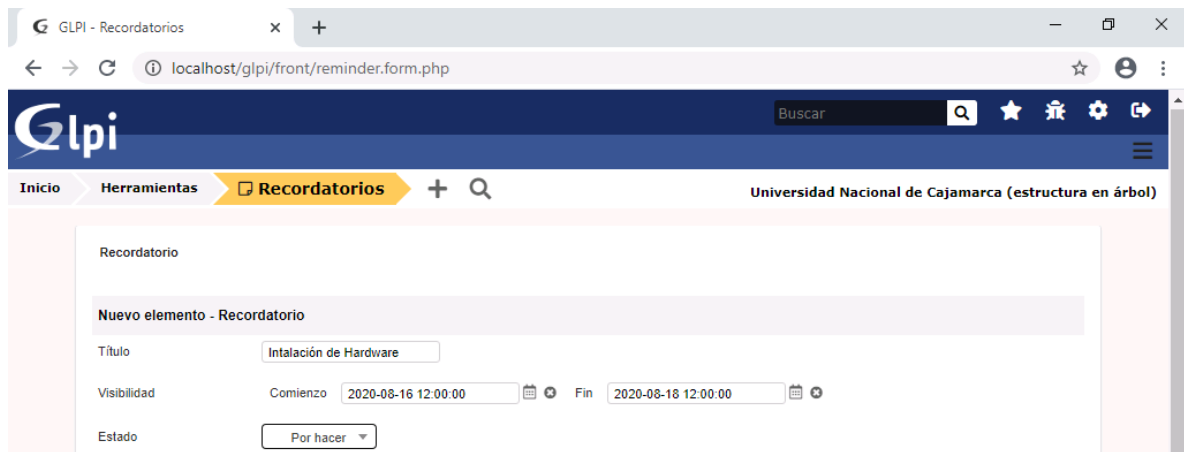 GLPI - Recordatorios
localhost/glpi/front/reminder.form.php
Glpi
Buscar
Inicio Herramientas Recordatorios
Universidad Nacional de Cajamarca (estructura en árbol)
Recordatorio
Nuevo elemento - Recordatorio
Título Intalación de Hardware
Visibilidad Comienzo 2020-08-16 12:00:00 Fin 2020-08-18 12:00:00
Estado Por hacer